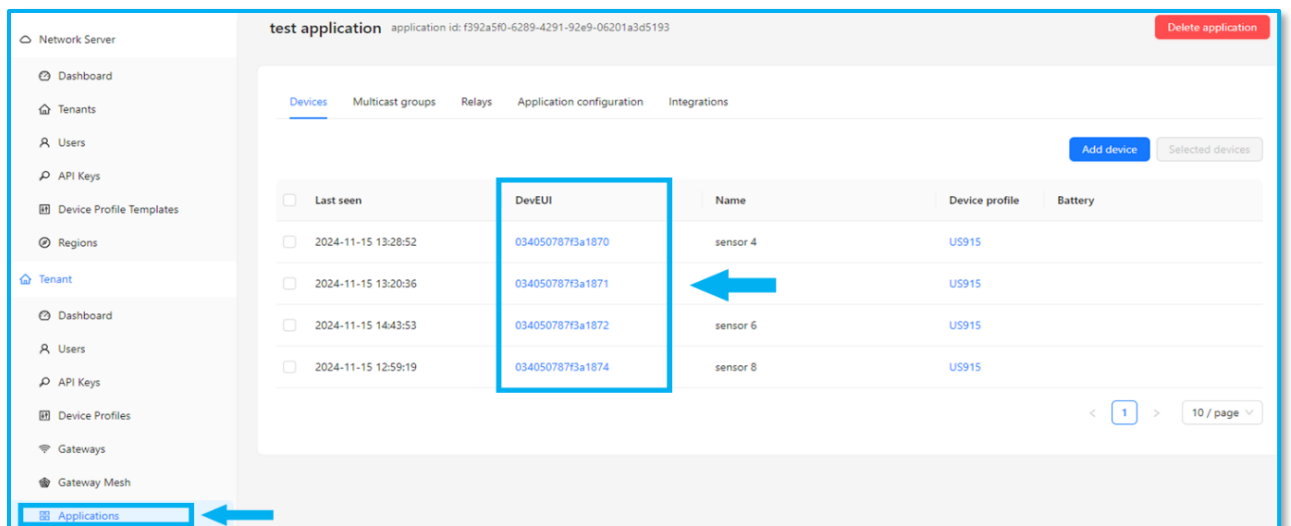 test application application id: f392a5f0-6289-4291-92e9-06201a3d5193
Delete application
Network Server
Dashboard
Tenants
Users
API Keys
Device Profile Templates
Regions
Tenant
Dashboard
Users
API Keys
Device Profiles
Gateways
Gateway Mesh
Applications
Devices Multicast groups Relays Application configuration Integrations
Add device Selected devices
Last seen DevEUI Name Device profile Battery
2024-11-15 13:28:52 034050787f3a1870 sensor 4 US915
2024-11-15 13:20:36 034050787f3a1871 US915
2024-11-15 14:43:53 034050787f3a1872 sensor 6 US915
2024-11-15 12:59:19 034050787f3a1874 sensor 8 US915
< 1 > 10 / page